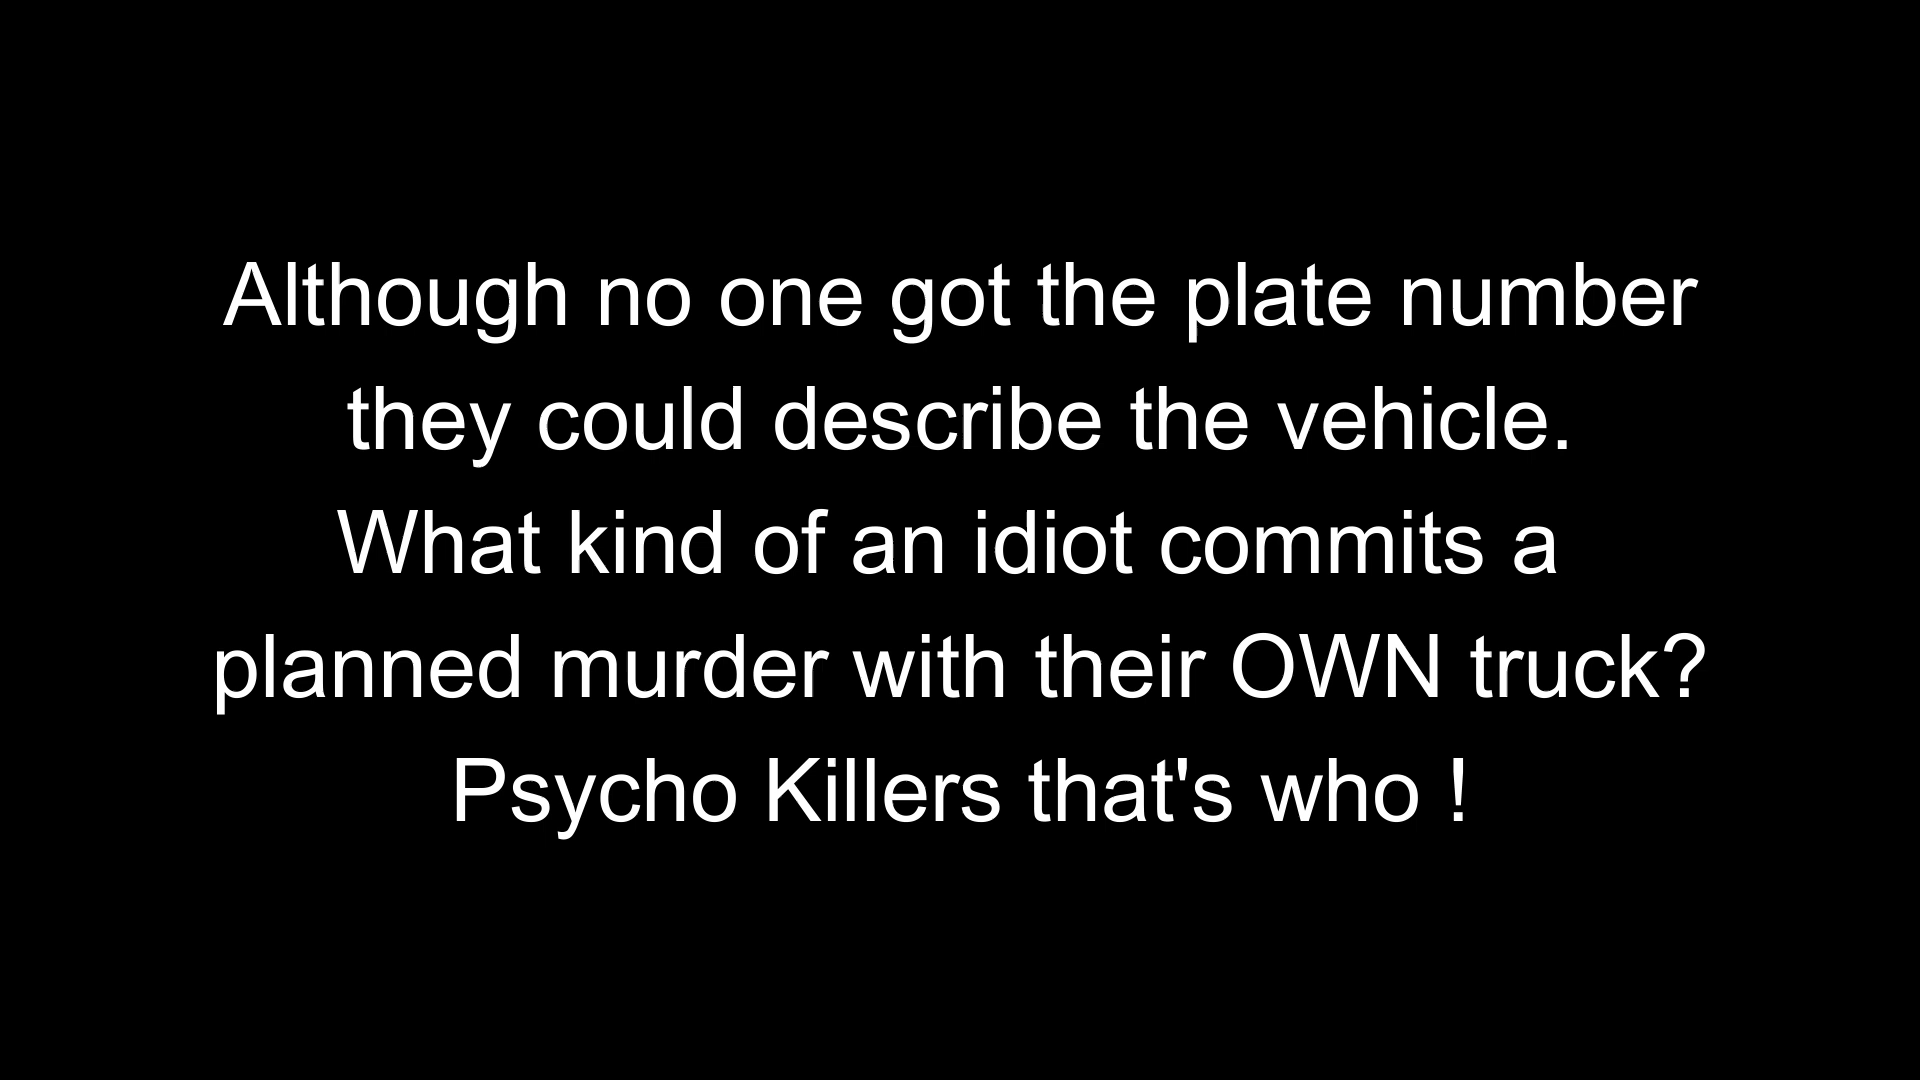 Although no one got the plate number
they could describe the vehicle.
What kind of an idiot commits a
planned murder with their OWN truck?
Psycho Killers that's who !